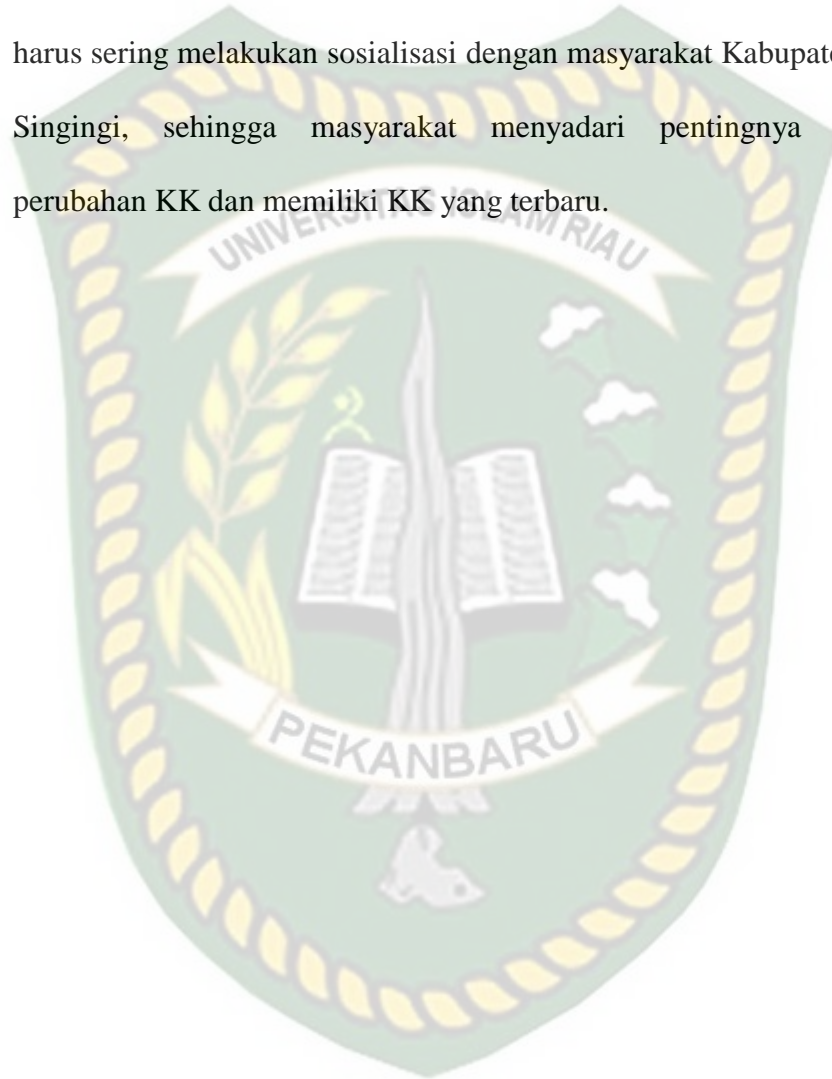 harus sering melakukan sosialisasi dengan masyarakat
Singingi, sehingga masyarakat menyadari pentingnya
perubahan KK dan memiliki KK yang terbaru.
UNIVERSITAS ISLAM RIAU
PEKANBARU